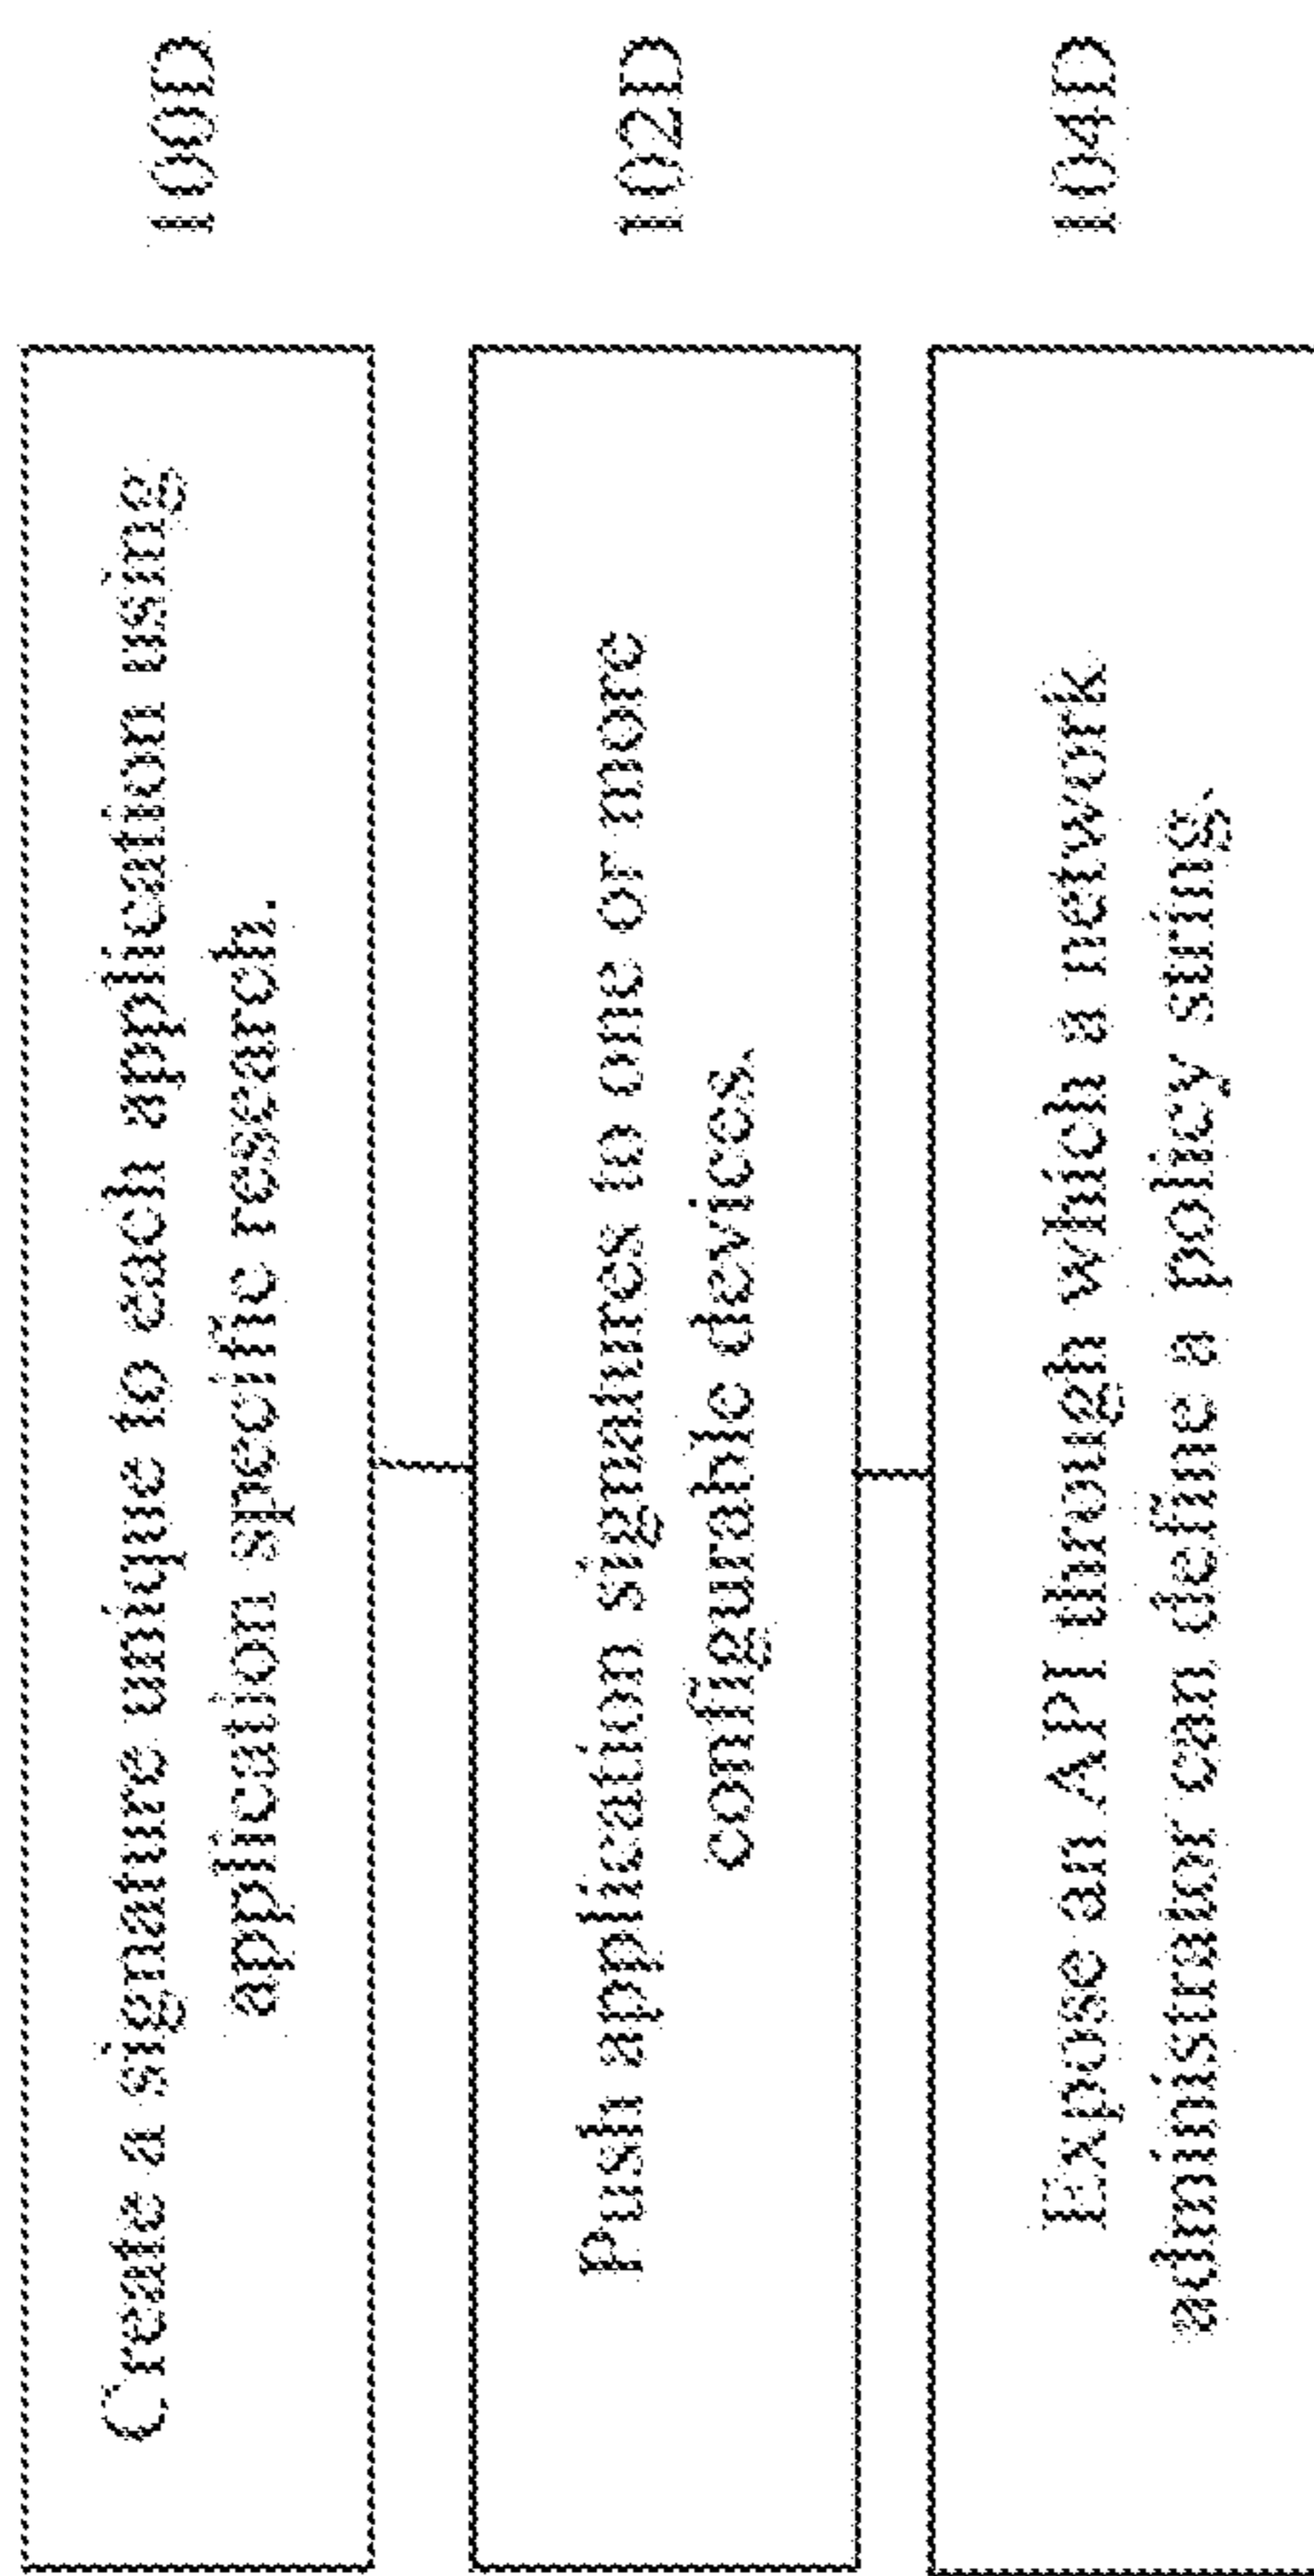 Create a signature unique to each application using
application specific research.
100D
Push application signatures to one or more
configurable devices.
102D
Expose an API through which a network
administrator can define a policy string.
104D